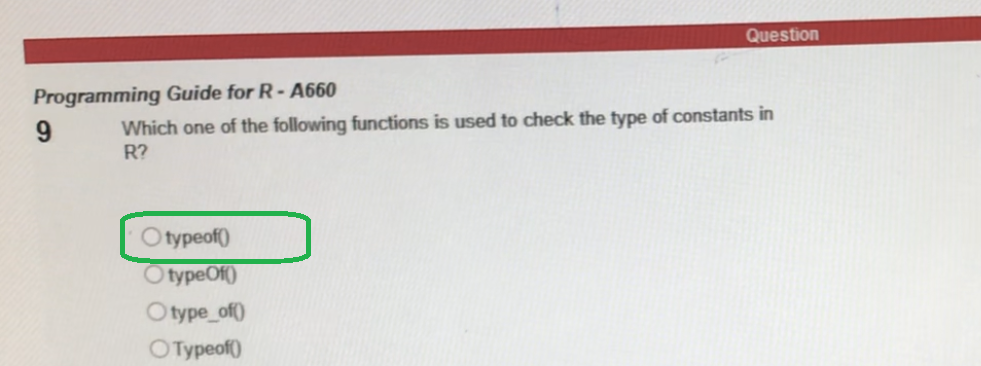 Question
Programming Guide for R - A660
9 Which one of the following functions is used to check the type of constants in
R?
typeof()
typeOf()
type_of()
Typeof()